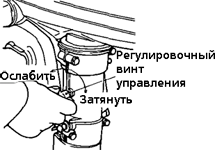 Регулировочный
винт
управления
Ослабить
Затянуть